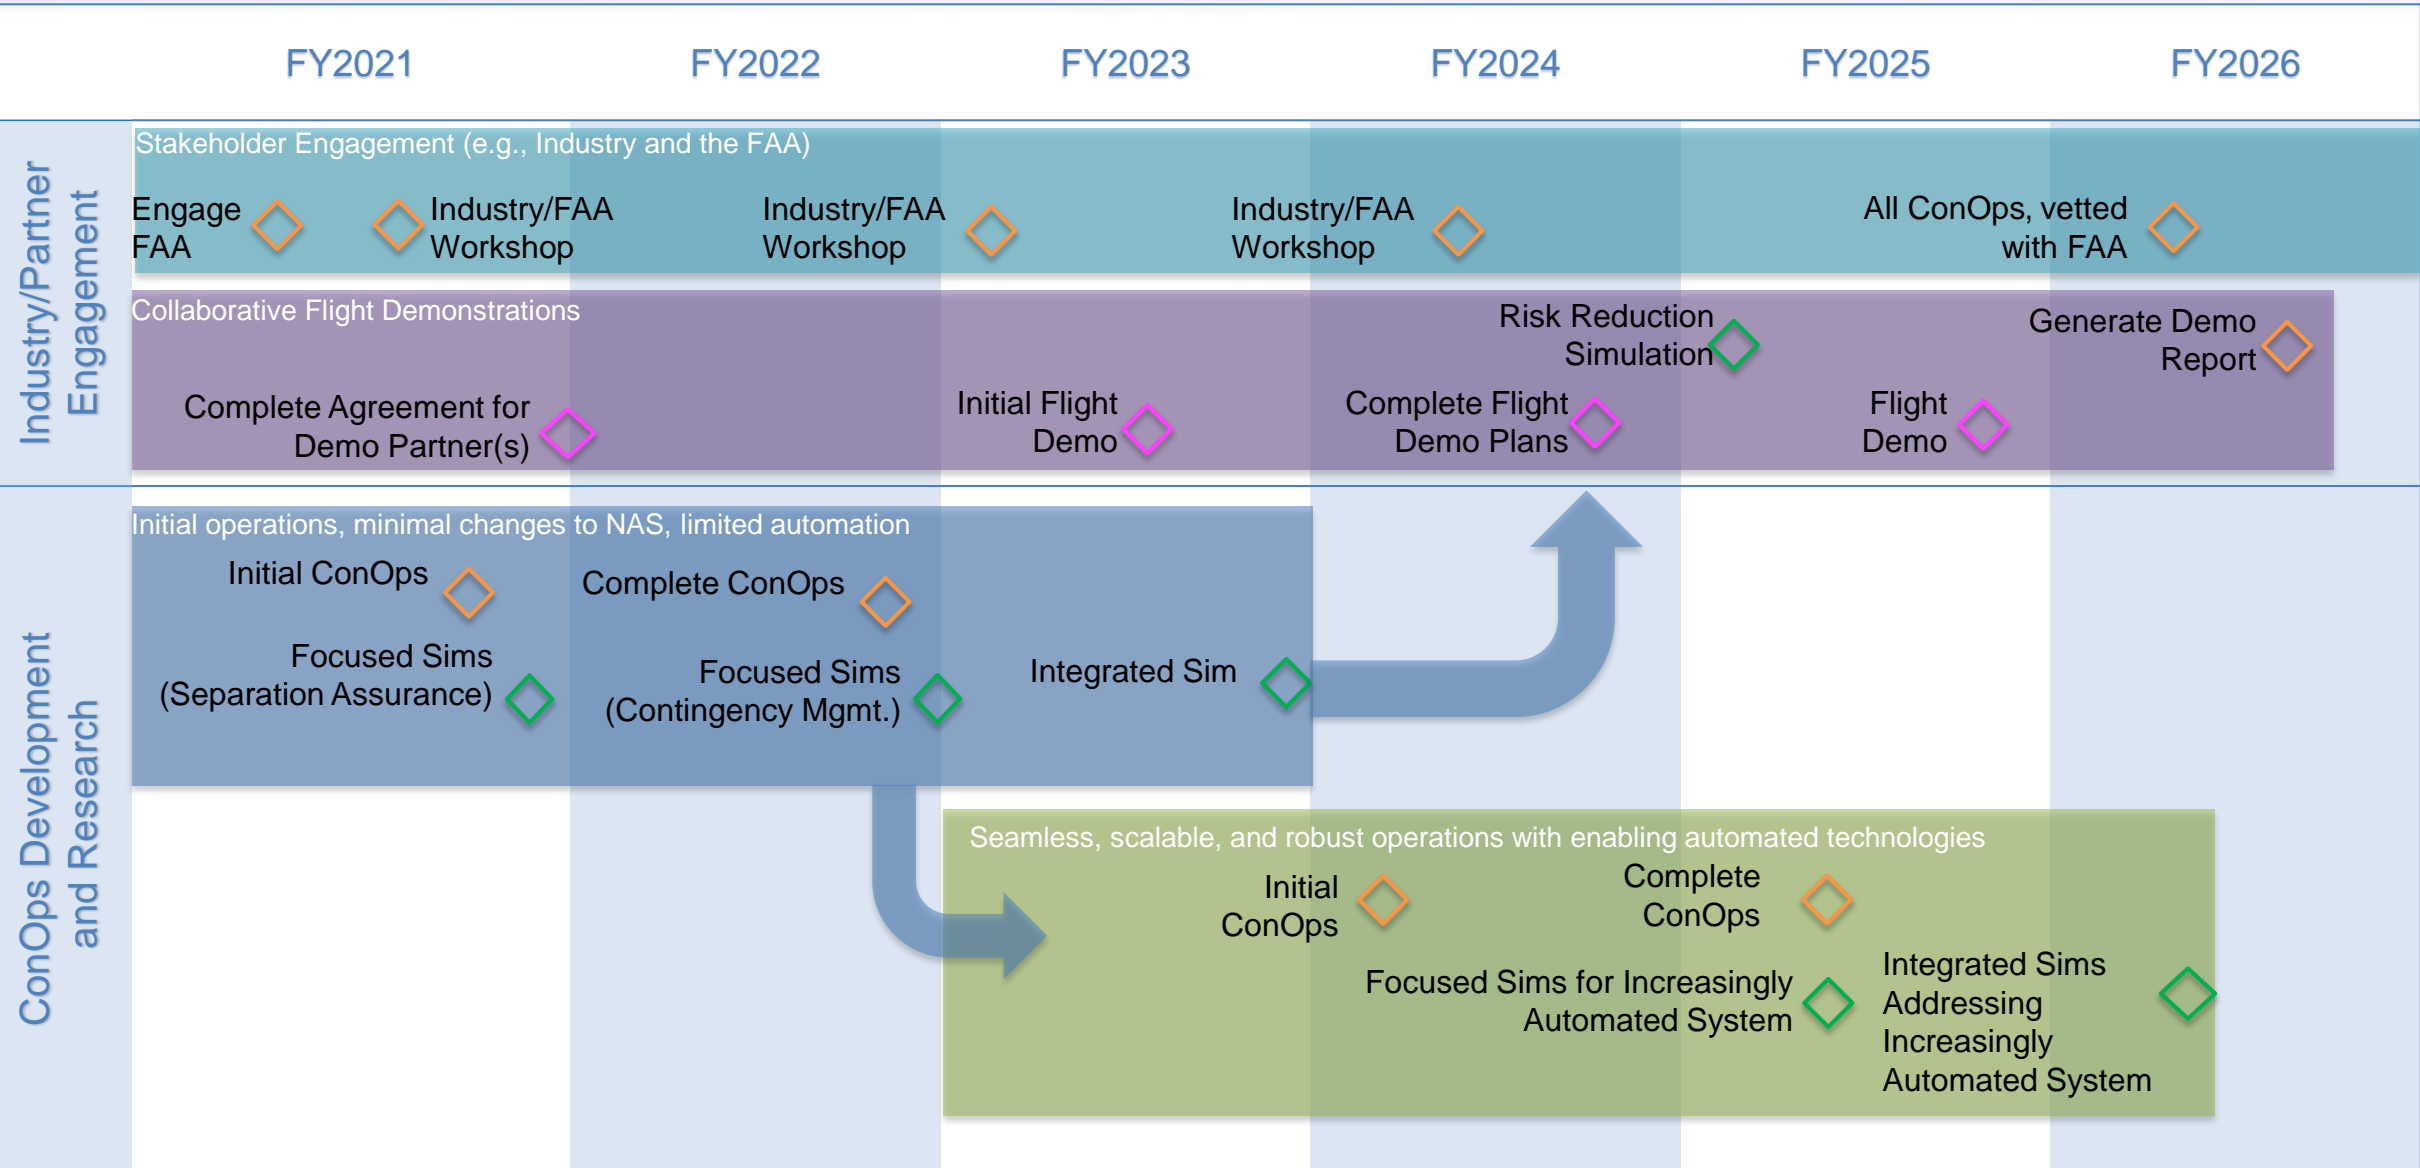 FY2021
FY2022
FY2023
FY2024
FY2025
FY2026
Industry/Partner
Engagement
Stakeholder Engagement (e.g., Industry and the FAA)
Engage
FAA
Industry/FAA
Workshop
Industry/FAA
Workshop
Industry/FAA
Workshop
All ConOps, vetted
with FAA
Collaborative Flight Demonstrations
Complete Agreement for
Demo Partner(s)
Initial Flight
Demo
Risk Reduction
Simulation
Complete Flight
Demo Plans
Flight
Demo
Generate Demo
Report
ConOps Development
and Research
Initial operations, minimal changes to NAS, limited automation
Initial ConOps
Complete ConOps
Focused Sims
(Separation Assurance)
Focused Sims
(Contingency Mgmt.)
Integrated Sim
Seamless, scalable, and robust operations with enabling automated technologies
Initial
ConOps
Complete
ConOps
Focused Sims for Increasingly
Automated System
Integrated Sims
Addressing
Increasingly
Automated System